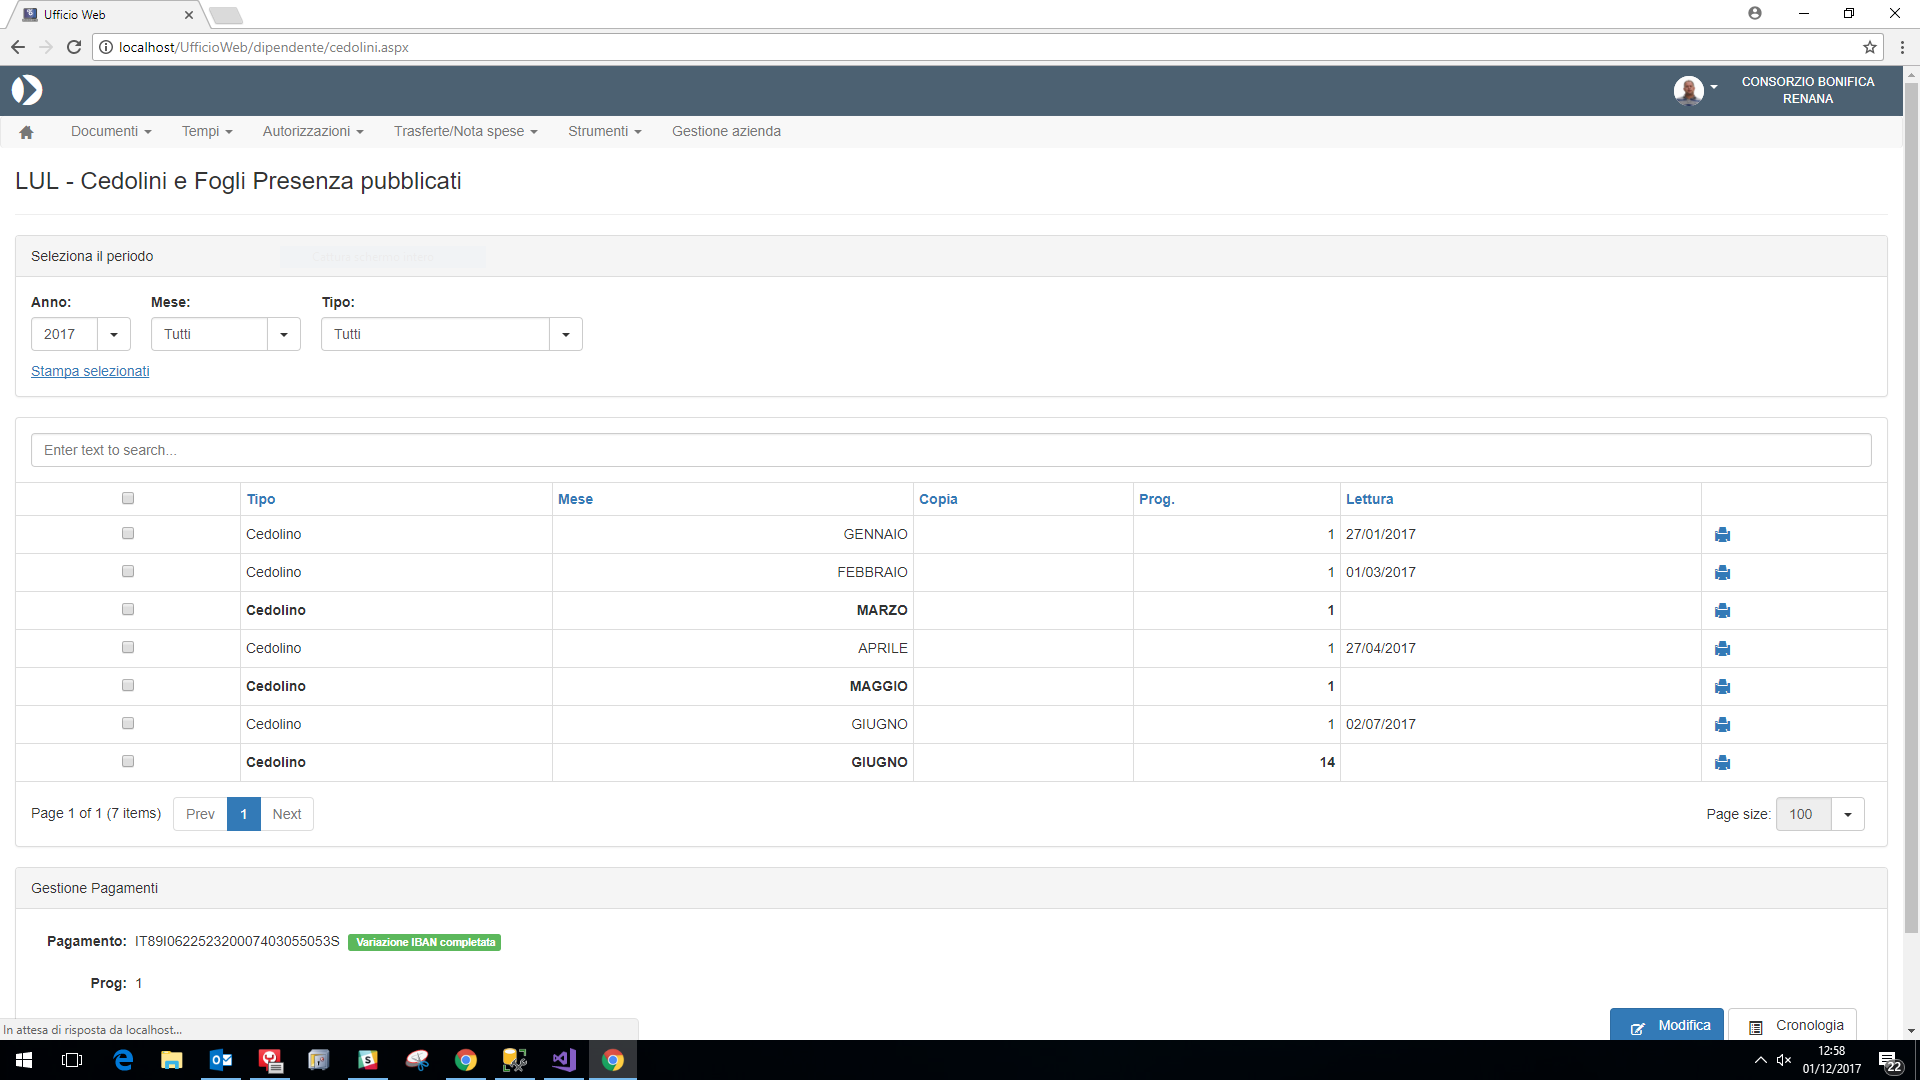 Ufficio Web
localhost/UfficioWeb/dipendente/cedolini.aspx
CONSORZIO BONIFICA
RENANA
Documenti Tempi Autorizzazioni Trasferte/Nota spese Strumenti Gestione azienda
LUL - Cedolini e Fogli Presenza pubblicati
Seleziona il periodo
Anno: Mese: Tipo:
2017 Tutti Tutti
Stampa selezionati
Enter text to search...
Tipo Mese Copia Prog. Lettura
Cedolino GENNAIO 1 27/01/2017
Cedolino FEBBRAIO 1 01/03/2017
Cedolino MARZO 1
Cedolino APRILE 1 27/04/2017
Cedolino MAGGIO 1
Cedolino GIUGNO 1 02/07/2017
Cedolino GIUGNO 14
Page 1 of 1 (7 items) Prev 1 Next Page size: 100
Gestione Pagamenti
Pagamento: IT89I0622523200074030550​53S Variazione IBAN completata
Prog: 1
Modifica Cronologia
In attesa di risposta da localhost...
12:58
01/12/2017
22